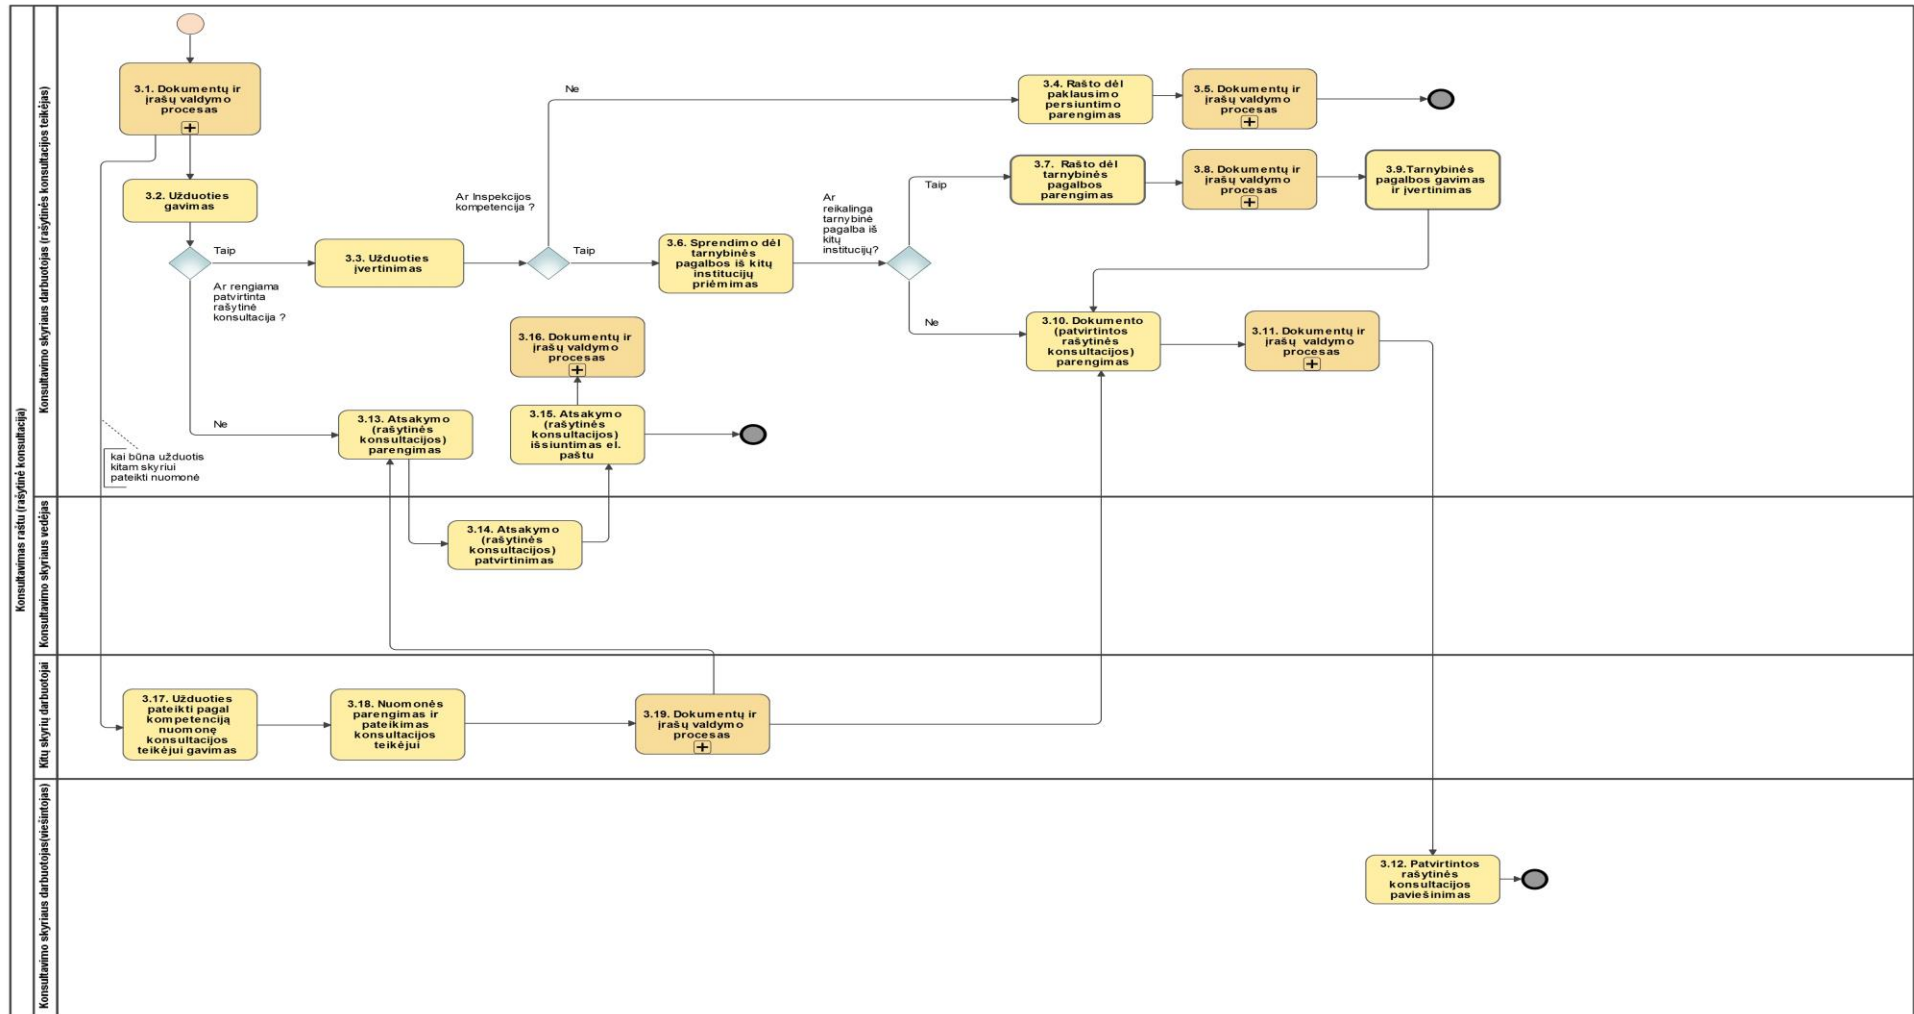 Konsultavimas raštu (rašytinė konsultacija)
Konsultavimo skyriaus darbuotojas (rašytinės konsultacijos teikėjas)
3.1. Dokumentų ir
įrašų valdymo
procesas
3.2. Užduoties
gavimas
Taip
Ar rengiama
patvirtinta
rašytinė
konsultacija ?
Ne
3.3. Užduoties
įvertinimas
Ar Inspekcijos
kompetencija ?
Ne
Taip
3.4. Rašto dėl
paklausimo
persiuntimo
parengimas
3.5. Dokumentų ir
įrašų valdymo
procesas
3.6. Sprendimo dėl
tarnybinės
pagalbos iš kitų
institucijų
priėmimas
Ar
reikalinga
tarnybinė
pagalba iš
kitų
institucijų?
Taip
Ne
3.7. Rašto dėl
tarnybinės
pagalbos
parengimas
3.8. Dokumentų ir
įrašų valdymo
procesas
3.9.Tarnybinės
pagalbos gavimas
ir įvertinimas
3.10. Dokumento
(patvirtintos
rašytinės
konsultacijos)
parengimas
3.11. Dokumentų ir
įrašų valdymo
procesas
3.16. Dokumentų ir
įrašų valdymo
procesas
3.13. Atsakymo
(rašytinės
konsultacijos)
parengimas
3.15. Atsakymo
(rašytinės
konsultacijos)
išsiuntimas el.
paštu
kai būna užduotis
kitam skyriui
pateikti nuomonė
Konsultavimo skyriaus vedėjas
3.14. Atsakymo
(rašytinės
konsultacijos)
patvirtinimas
Kitų skyrių darbuotojai
3.17. Užduoties
pateikti pagal
kompetenciją
nuomonę
konsultacijos
teikėjui gavimas
3.18. Nuomonės
parengimas ir
pateikimas
konsultacijos
teikėjui
3.19. Dokumentų ir
įrašų valdymo
procesas
Konsultavimo skyriaus darbuotojas(viešintojas)
3.12. Patvirtintos
rašytinės
konsultacijos
paviešinimas